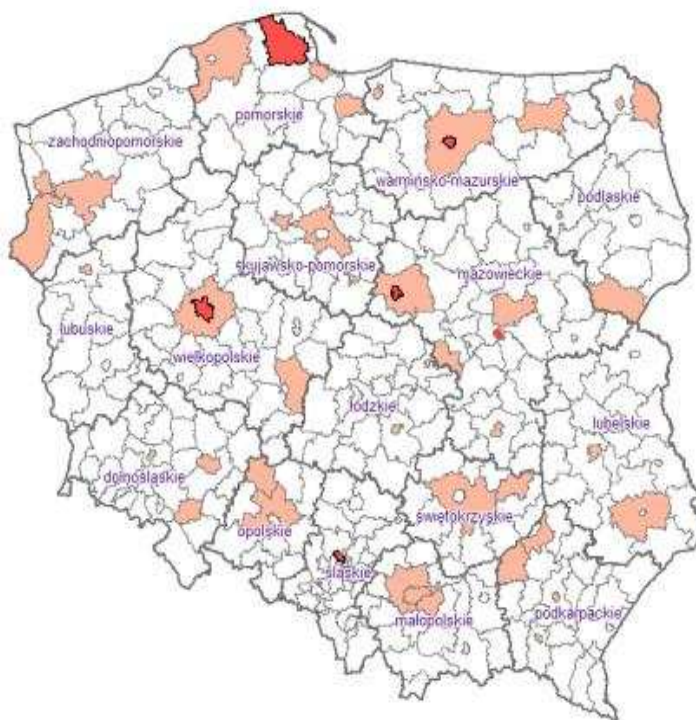 pomorskie
zachodniopomorskie
warmińsko-mazurskie
podlaskie
kujawsko-pomorskie
mazowieckie
lubuskie
wielkopolskie
łódzkie
lubelskie
dolnośląskie
opolskie
świętokrzyskie
śląskie
małopolskie
podkarpackie